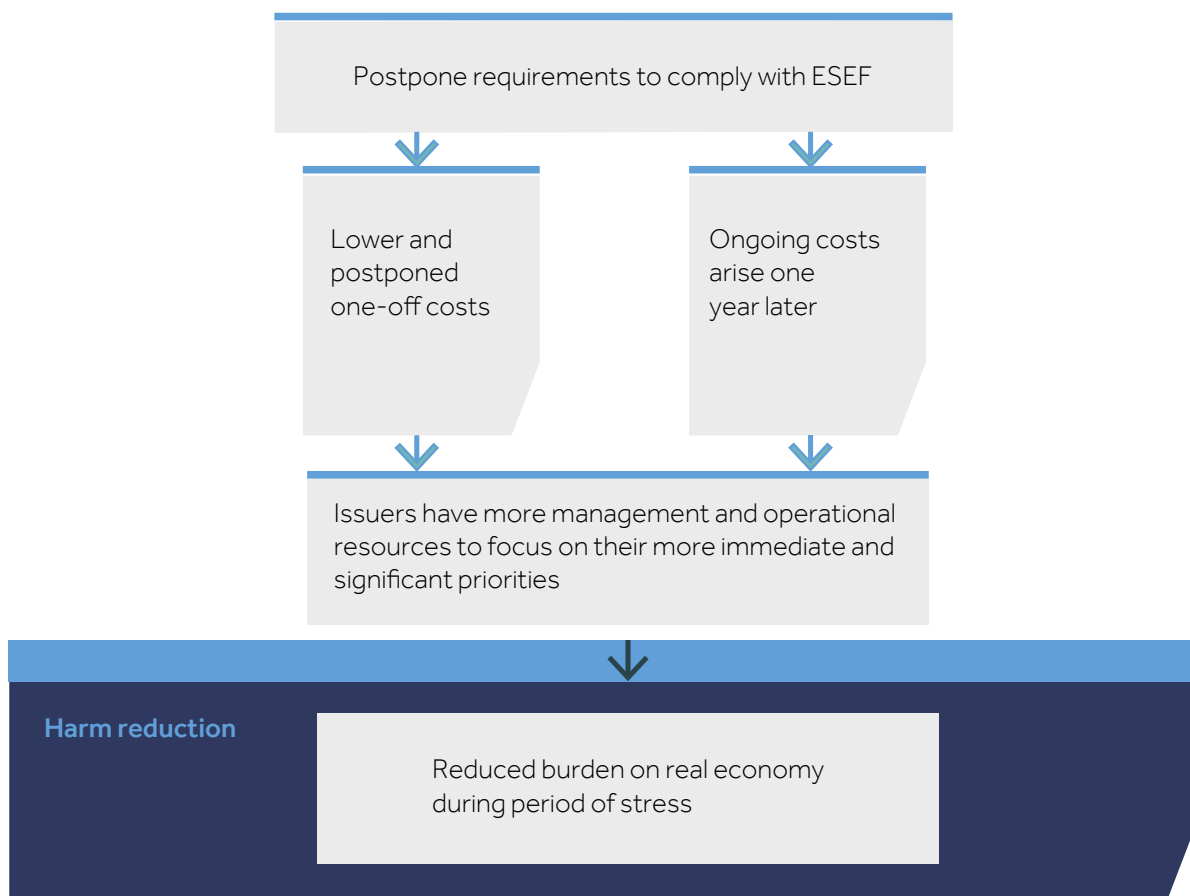 Postpone requirements to comply with ESEF
Lower and
postponed
one-off costs
Ongoing costs
arise one
year later
Issuers have more management and operational
resources to focus on their more immediate and
significant priorities
Harm reduction
Reduced burden on real economy
during period of stress